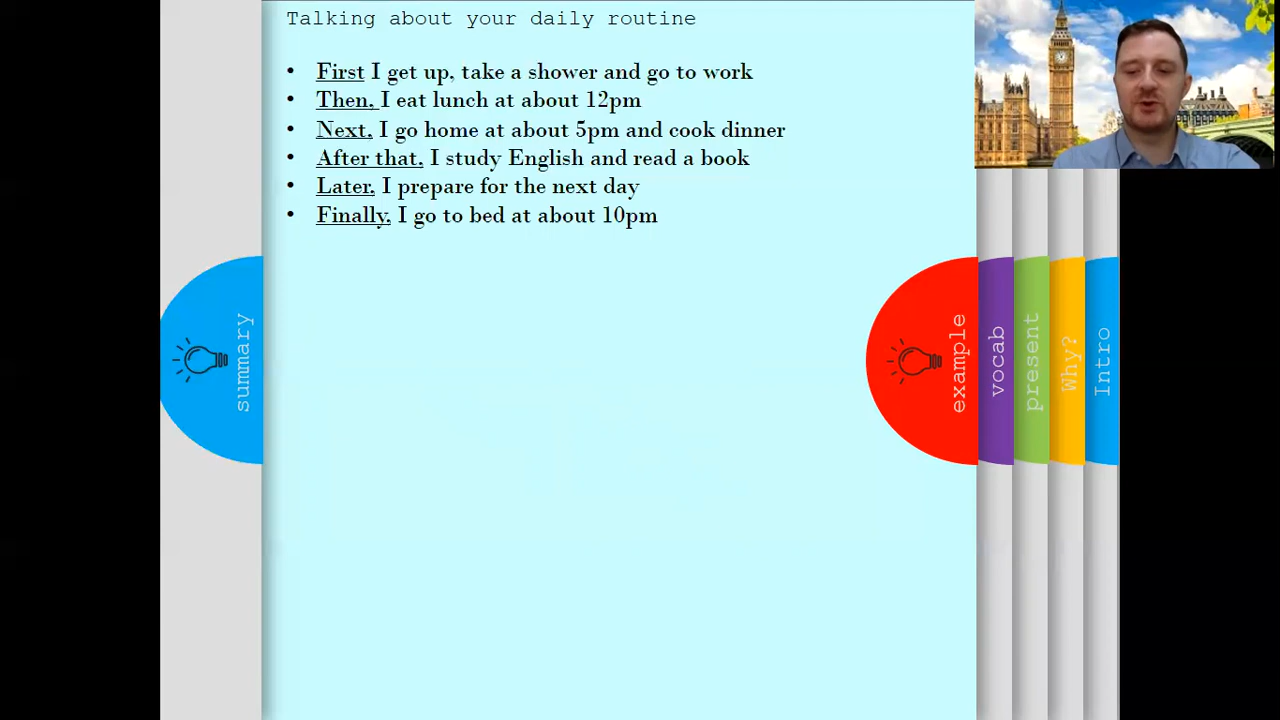 Talking about your daily routine
• First I get up, take a shower and go to work
• Then, I eat lunch at about 12pm
• Next, I go home at about 5pm and cook dinner
• After that, I study English and read a book
• Later, I prepare for the next day
• Finally, I go to bed at about 10pm
summary
example
vocab
present
Why?
Intro